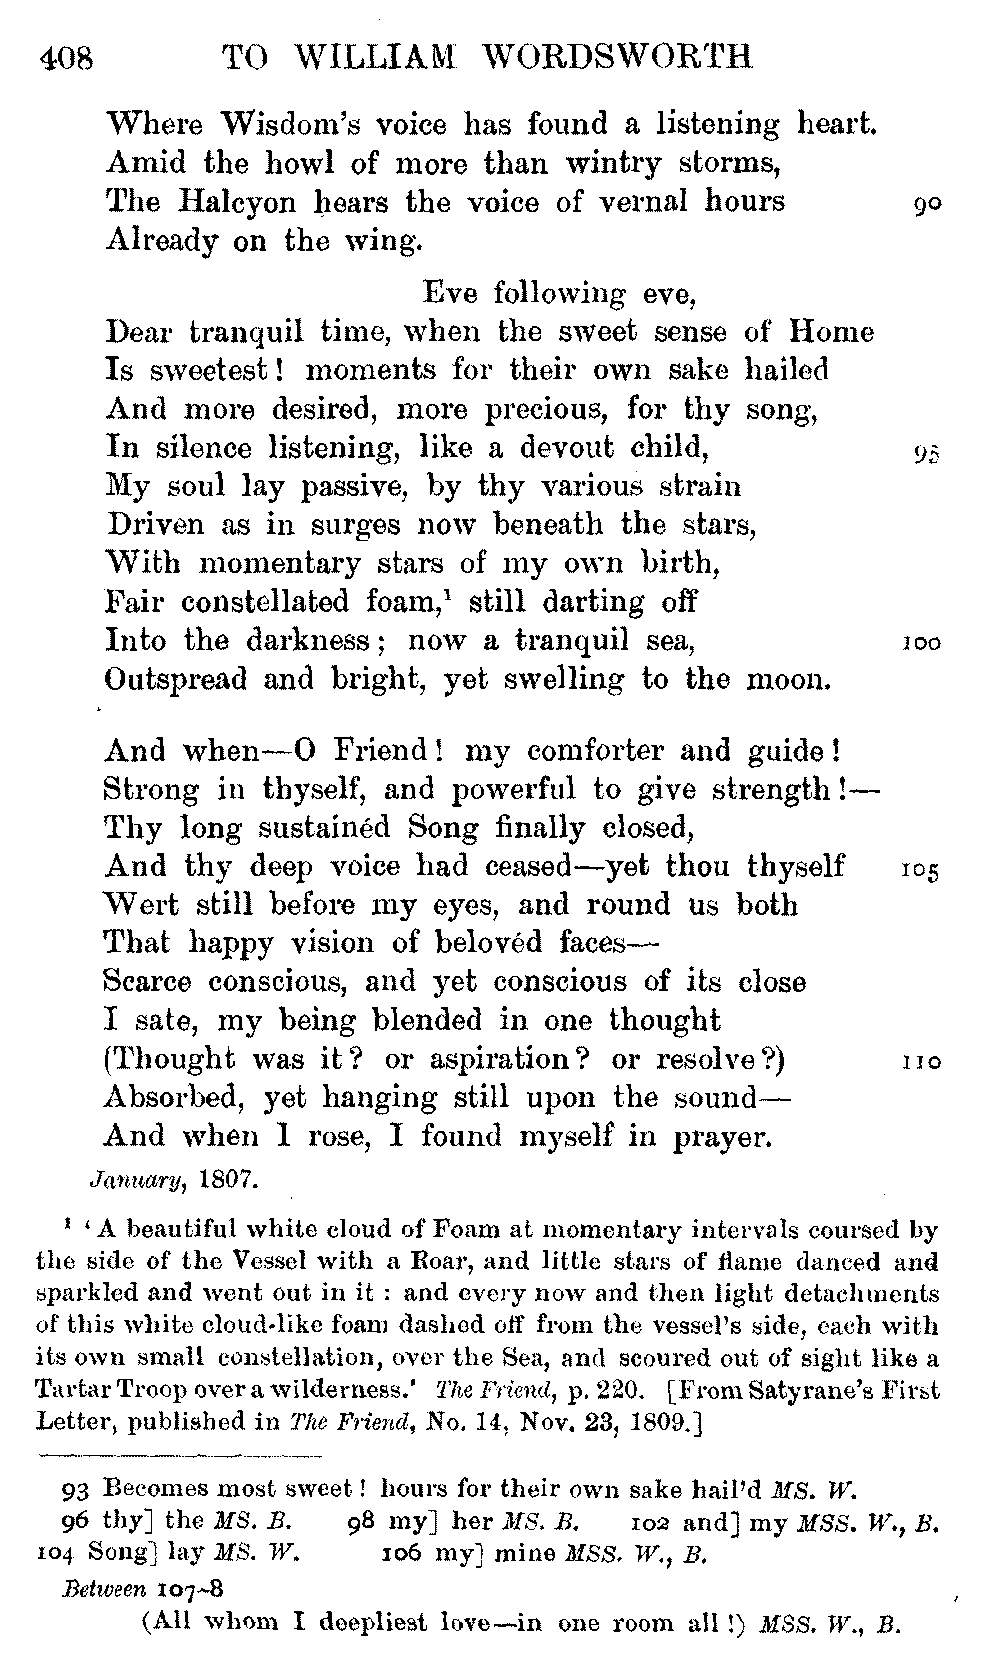 408 TO WILLIAM WORDSWORTH
Where Wisdom's voice has found a listening heart.
Amid the howl of more than wintry storms,
The Halcyon hears the voice of vernal hours 90
Already on the wing.
Eve following eve,
Dear tranquil time, when the sweet sense of Home
Is sweetest! moments for their own sake hailed
And more desired, more precious, for thy song,
In silence listening, like a devout child, 95
My soul lay passive, by thy various strain
Driven as in surges now beneath the stars,
With momentary stars of my own birth,
Fair constellated foam,¹ still darting off
Into the darkness; now a tranquil sea, 100
Outspread and bright, yet swelling to the moon.
And when—O Friend! my comforter and guide!
Strong in thyself, and powerful to give strength!—
Thy long sustainéd Song finally closed,
And thy deep voice had ceased—yet thou thyself 105
Wert still before my eyes, and round us both
That happy vision of belovéd faces—
Scarce conscious, and yet conscious of its close
I sate, my being blended in one thought
(Thought was it? or aspiration? or resolve?) 110
Absorbed, yet hanging still upon the sound—
And when I rose, I found myself in prayer.
January, 1807.
¹ 'A beautiful white cloud of Foam at momentary intervals coursed by
the side of the Vessel with a Roar, and little stars of flame danced and
sparkled and went out in it : and every now and then light detachments
of this white cloud-like foam dashed off from the vessel's side, each with
its own small constellation, over the Sea, and scoured out of sight like a
Tartar Troop over a wilderness.' The Friend, p. 220. [From Satyrane's First
Letter, published in The Friend, No. 14, Nov. 23, 1809.]
93 Becomes most sweet! hours for their own sake hail'd MS. W.
96 thy] the MS. B. 98 my] her MS. B. 102 and] my MSS. W., B.
104 Song] lay MS. W. 106 my] mine MSS. W., B.
Between 107-8
(All whom I deepliest love—in one room all!) MSS. W., B.